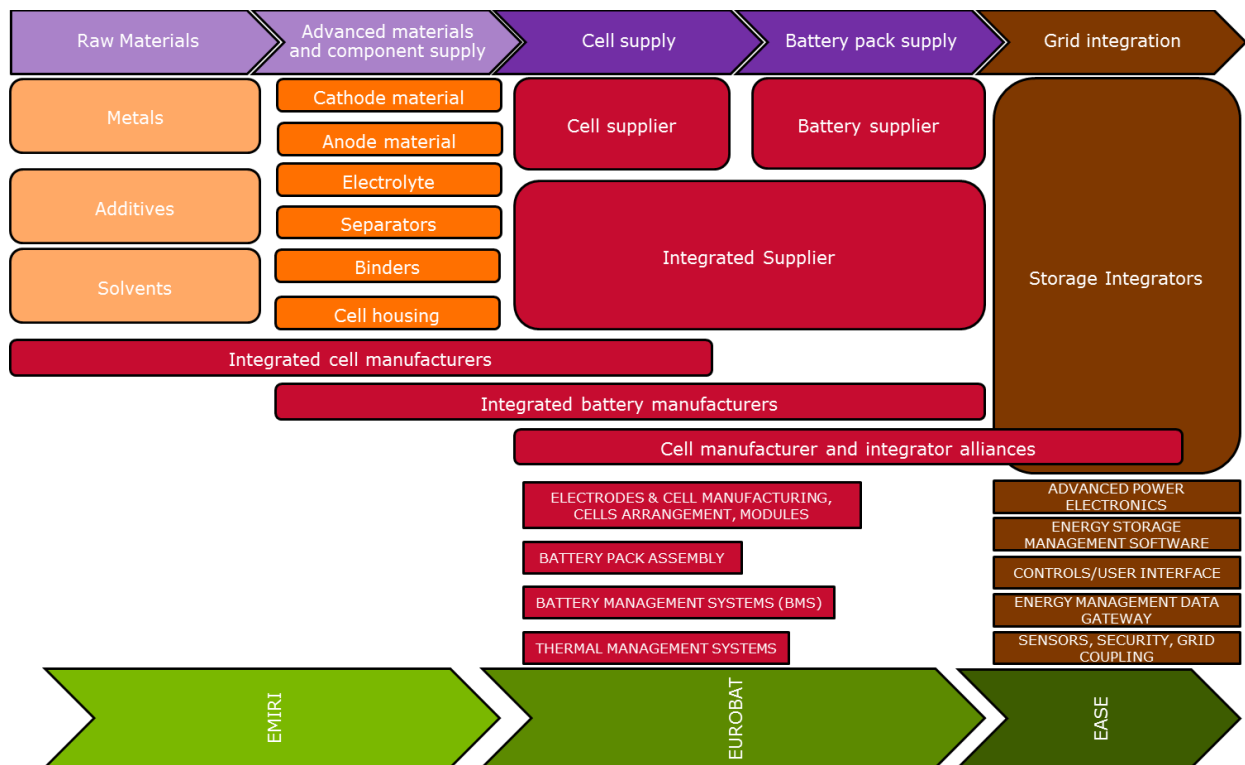 Raw Materials
Advanced materials
and component supply
Cell supply
Battery pack supply
Grid integration
Metals
Additives
Solvents
Cathode material
Anode material
Electrolyte
Separators
Binders
Cell housing
Cell supplier
Battery supplier
Integrated Supplier
Storage Integrators
Integrated cell manufacturers
Integrated battery manufacturers
Cell manufacturer and integrator alliances
ELECTRODES & CELL MANUFACTURING,
CELLS ARRANGEMENT, MODULES
BATTERY PACK ASSEMBLY
BATTERY MANAGEMENT SYSTEMS (BMS)
THERMAL MANAGEMENT SYSTEMS
ADVANCED POWER
ELECTRONICS
ENERGY STORAGE
MANAGEMENT SOFTWARE
CONTROLS/USER INTERFACE
ENERGY MANAGEMENT DATA
GATEWAY
SENSORS, SECURITY, GRID
COUPLING
EMIRI
EUROBAT
EASE